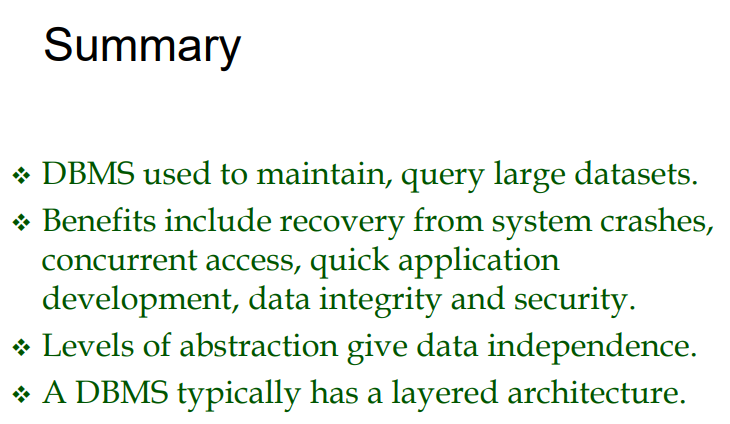 Summary
❖ DBMS used to maintain, query large datasets.
❖ Benefits include recovery from system crashes,
concurrent access, quick application
development, data integrity and security.
❖ Levels of abstraction give data independence.
❖ A DBMS typically has a layered architecture.